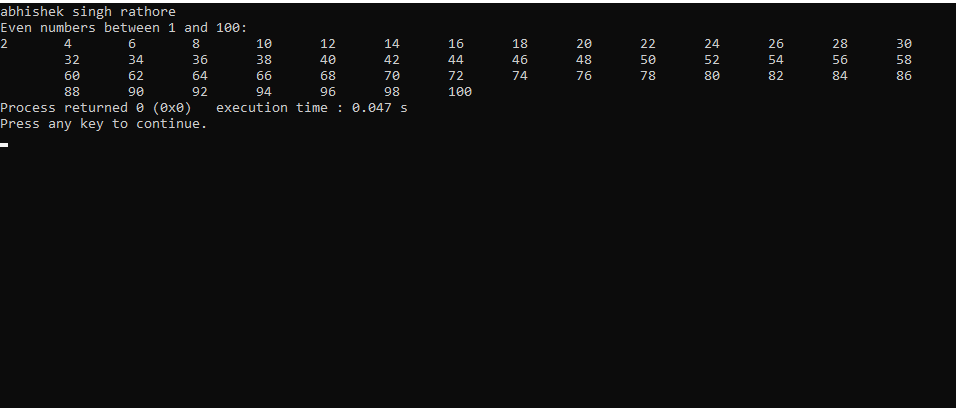 abhishek singh rathore
Even numbers between 1 and 100:
2 4 6 8 10 12 14 16 18 20 22 24 26 28 30
32 34 36 38 40 42 44 46 48 50 52 54 56 58
60 62 64 66 68 70 72 74 76 78 80 82 84 86
88 90 92 94 96 98 100
Process returned 0 (0x0) execution time : 0.047 s
Press any key to continue.